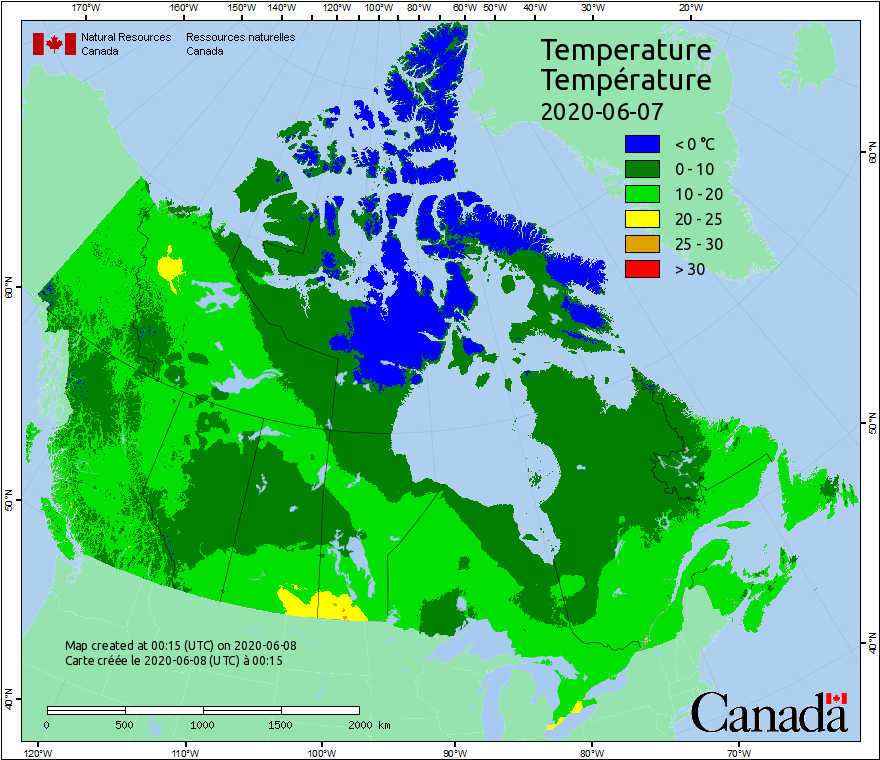 170°W 160°W 150°W 140°W 120°W 100°W 80°W 60°W 50°W 40°W 30°W 20°W
Natural Resources Ressources naturelles
Canada Canada
Temperature
Température
2020-06-07
< 0 °C
0 - 10
10 - 20
20 - 25
25 - 30
> 30
60°N
50°N
40°N
60°N
50°N
40°N
Map created at 00:15 (UTC) on 2020-06-08
Carte créée le 2020-06-08 (UTC) à 00:15
0 500 1000 1500 2000 km
Canada
120°W 110°W 100°W 90°W 80°W 70°W